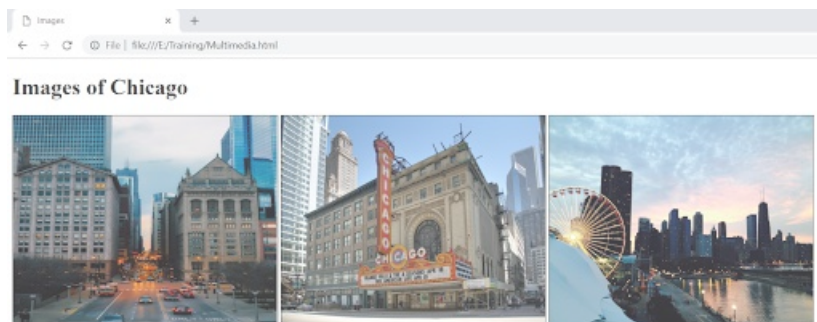 Images
File | file:///E:/Training/Multimedia.html
Images of Chicago
CHICAGO
CHICAGO